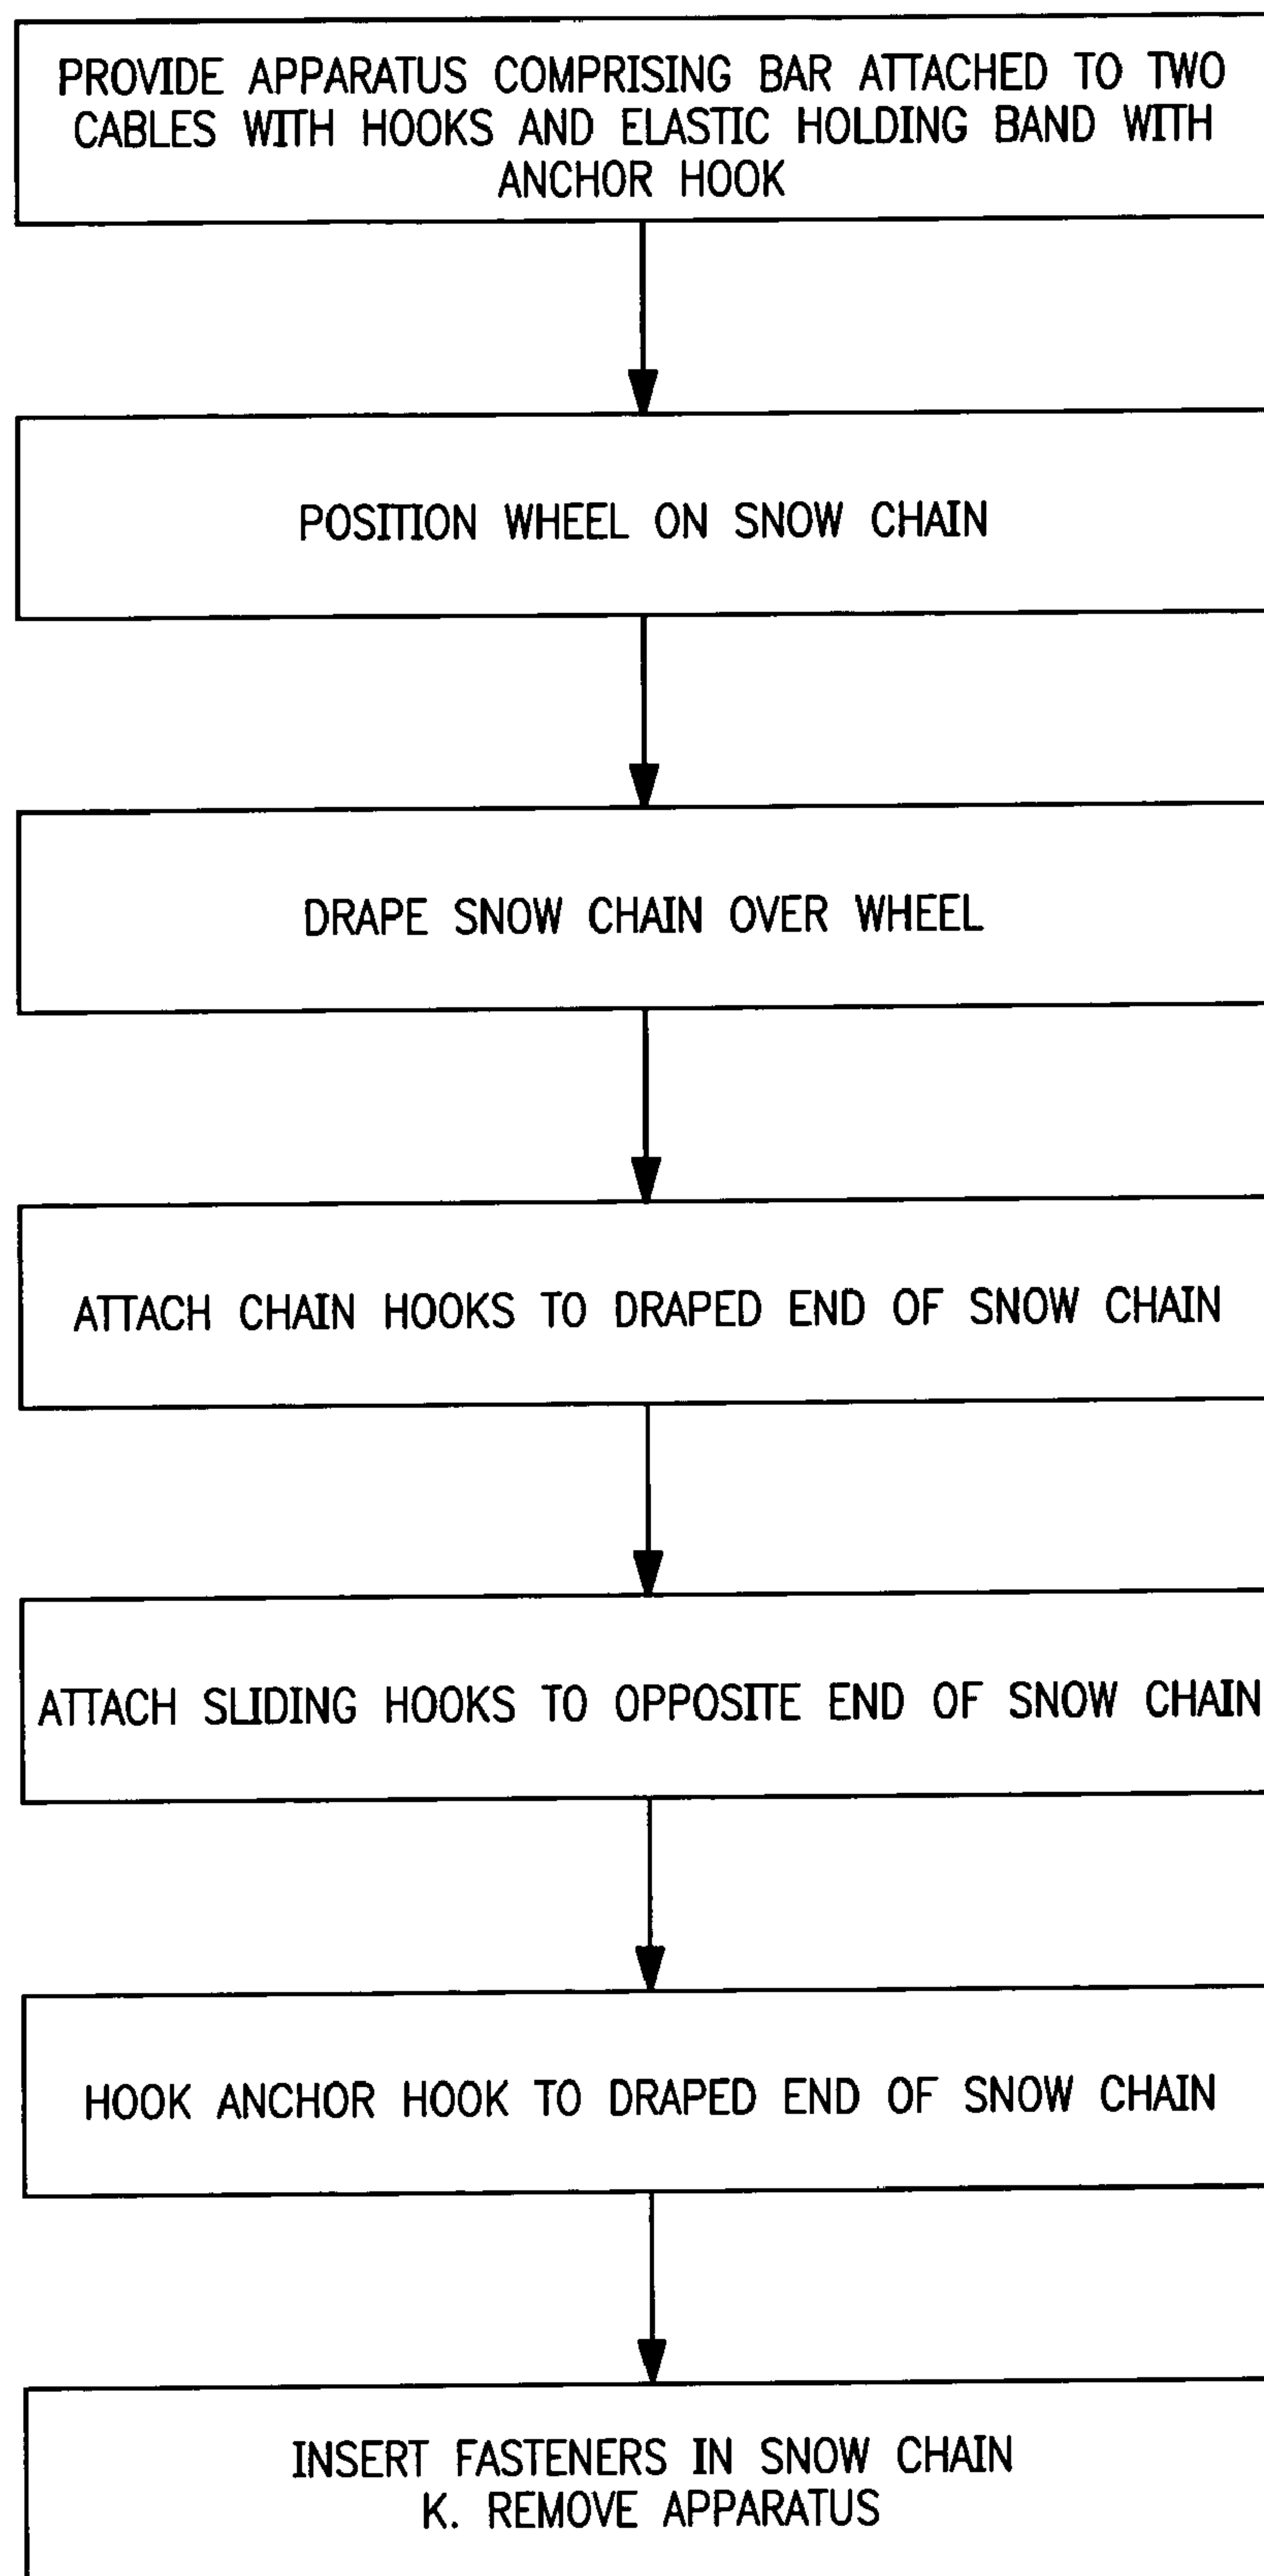 PROVIDE APPARATUS COMPRISING BAR ATTACHED TO TWO
CABLES WITH HOOKS AND ELASTIC HOLDING BAND WITH
ANCHOR HOOK
POSITION WHEEL ON SNOW CHAIN
DRAPE SNOW CHAIN OVER WHEEL
ATTACH CHAIN HOOKS TO DRAPED END OF SNOW CHAIN
ATTACH SLIDING HOOKS TO OPPOSITE END OF SNOW CHAIN
HOOK ANCHOR HOOK TO DRAPED END OF SNOW CHAIN
INSERT FASTENERS IN SNOW CHAIN
K. REMOVE APPARATUS